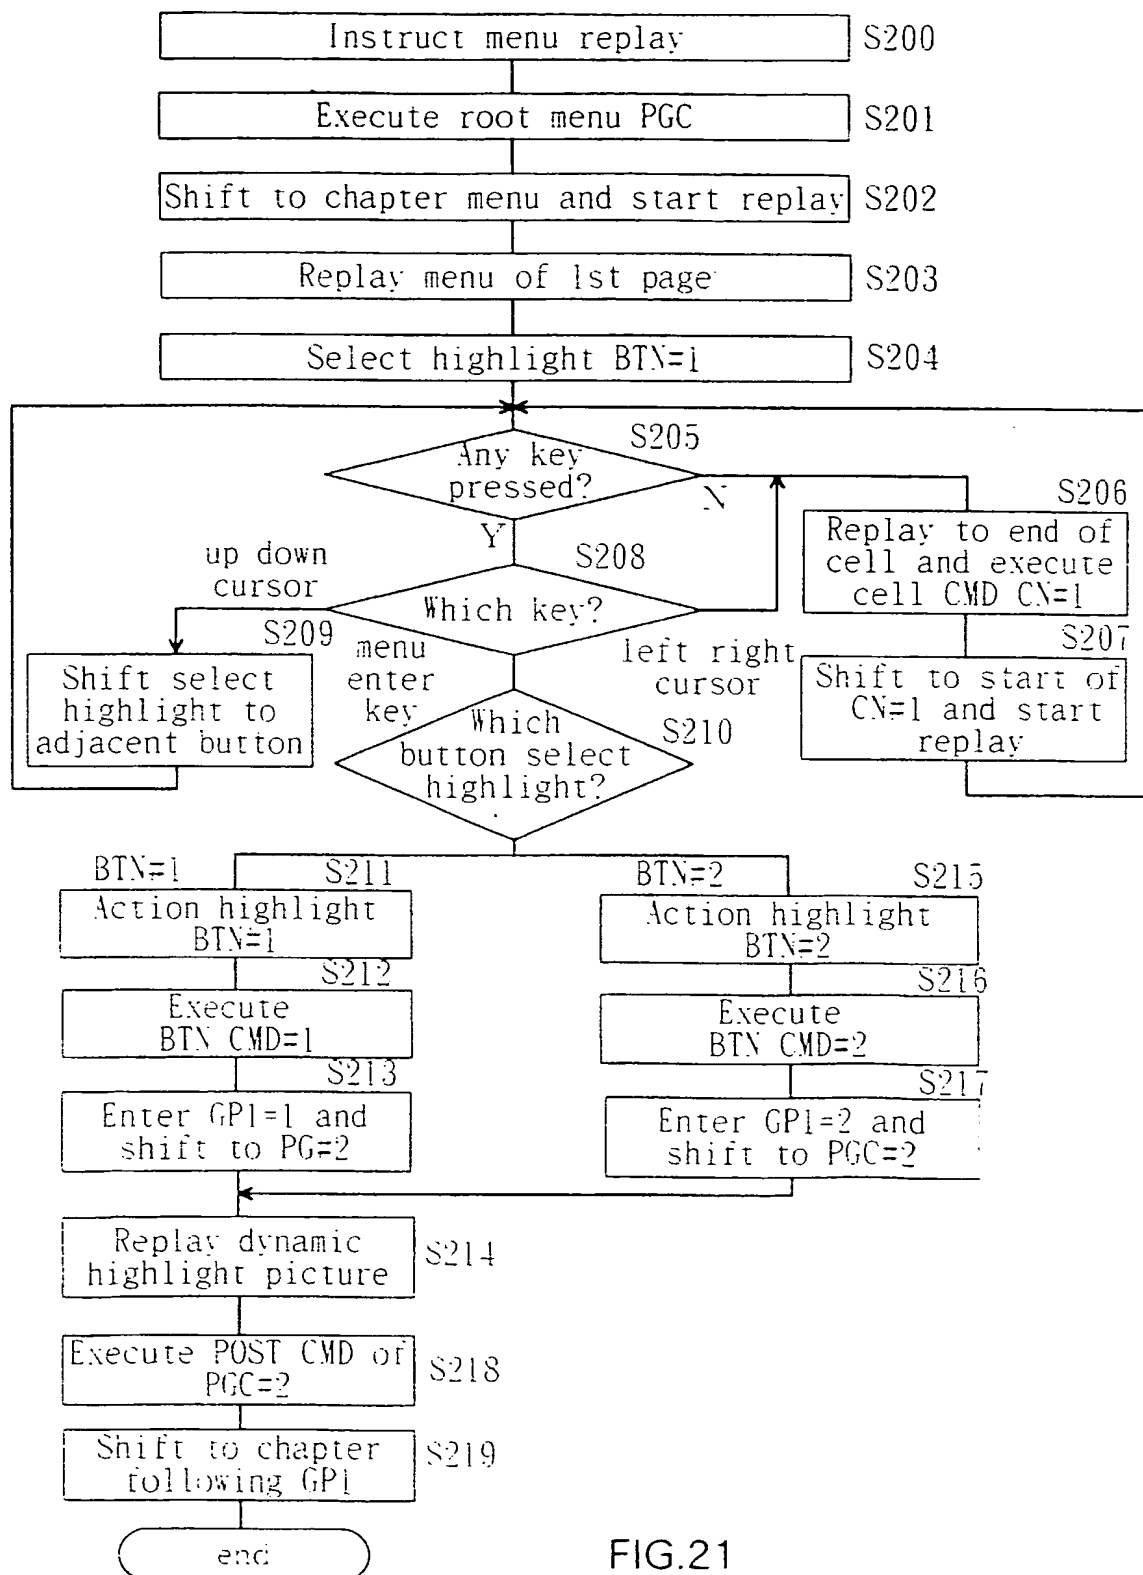 Instruct menu replay
S200
Execute root menu PGC
S201
Shift to chapter menu and start replay
S202
Replay menu of 1st page
S203
Select highlight BTN=1
S204
S205
Any key
pressed?
N
Y
S206
Replay to end of
cell and execute
cell CMD CN=1
S207
Shift to start of
CN=1 and start
replay
S208
Which key?
up down
cursor
S209
Shift select
highlight to
adjacent button
menu
enter
key
left right
cursor
S210
Which
button select
highlight?
BTN=1
S211
Action highlight
BTN=1
S212
Execute
BTN CMD=1
S213
Enter GP1=1 and
shift to PG=2
BTN=2
S215
Action highlight
BTN=2
S216
Execute
BTN CMD=2
S217
Enter GP1=2 and
shift to PGC=2
Replay dynamic
highlight picture
S214
Execute POST CMD of
PGC=2
S218
Shift to chapter
following GP1
S219
end
FIG.21